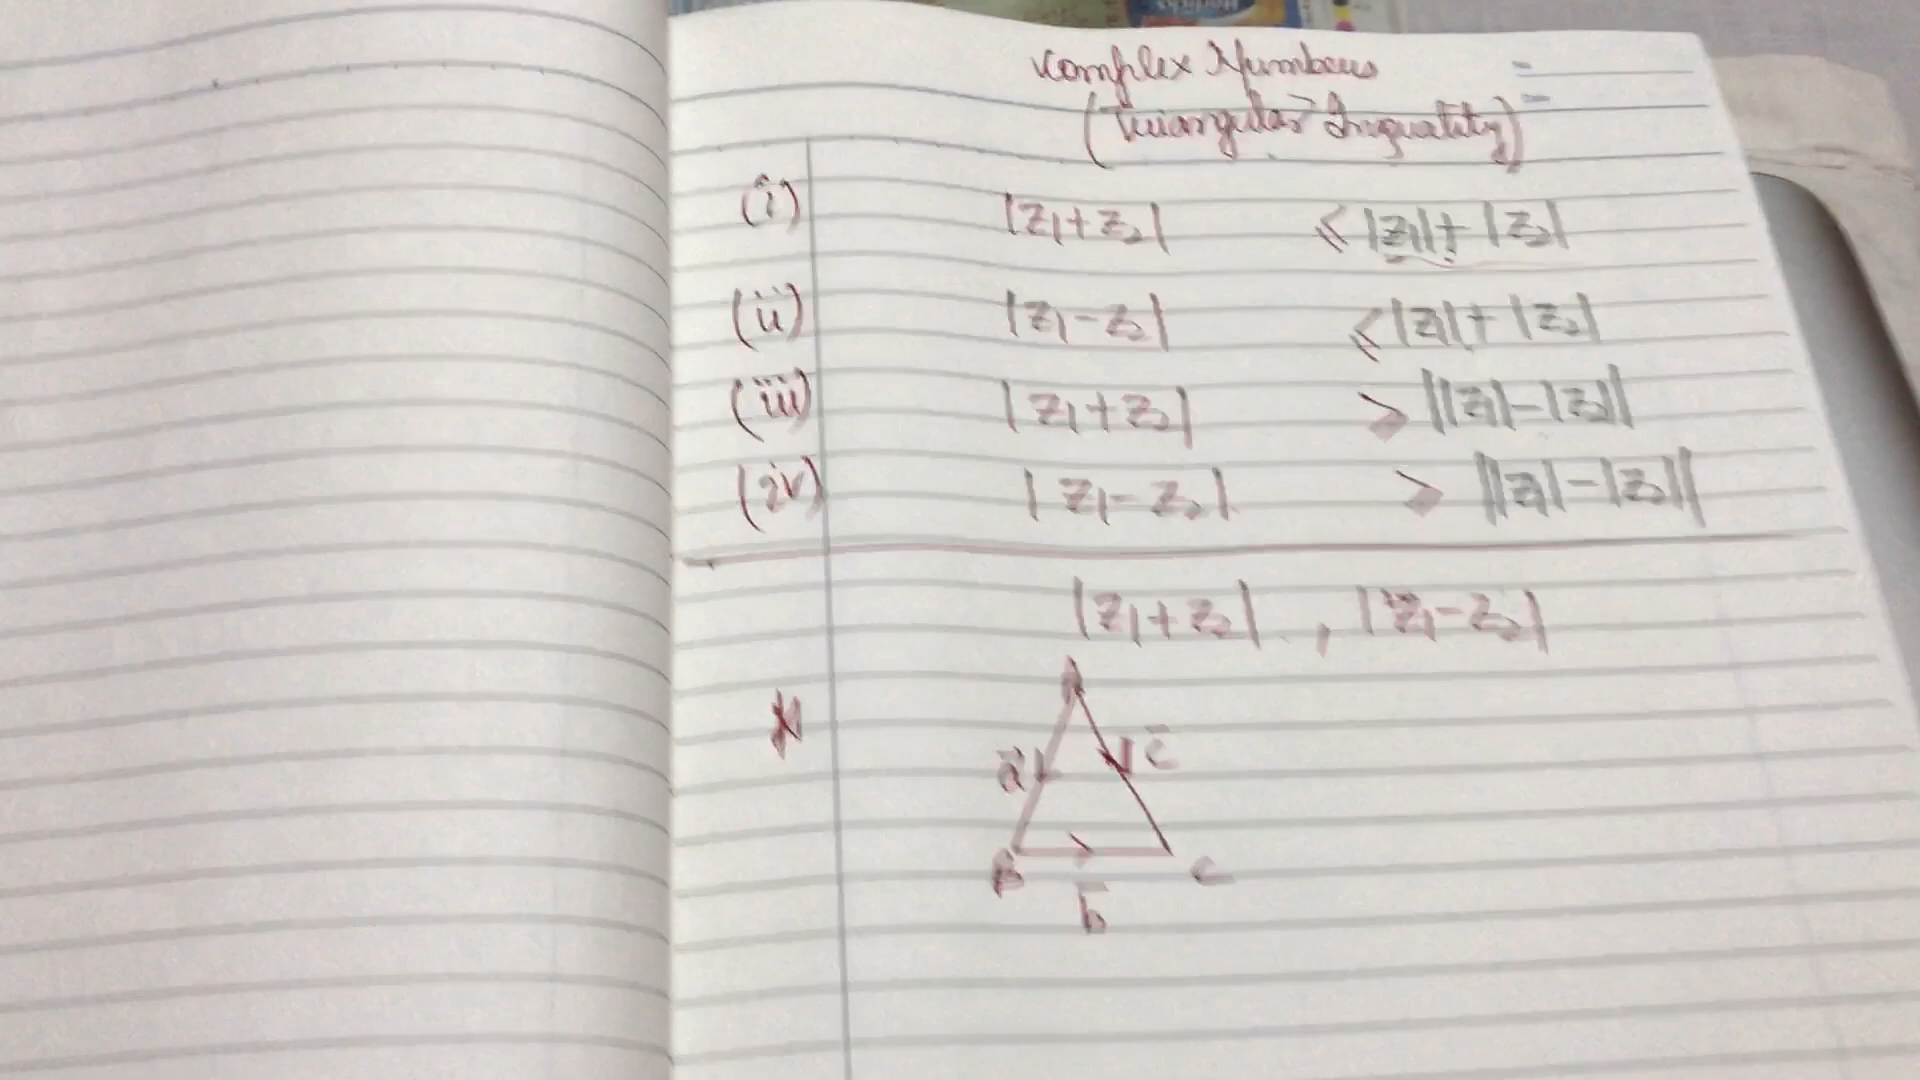 Complex Numbers
(Triangular Inequality)
(i) |z₁+z₂| ≤ |z₁|+|z₂|
(ii) |z₁-z₂| ≤ |z₁|+|z₂|
(iii) |z₁+z₂| > ||z₁|-|z₂||
(iv) |z₁-z₂| > ||z₁|-|z₂||
|z₁+z₂| , |z₁-z₂|
A
a c
B C
b